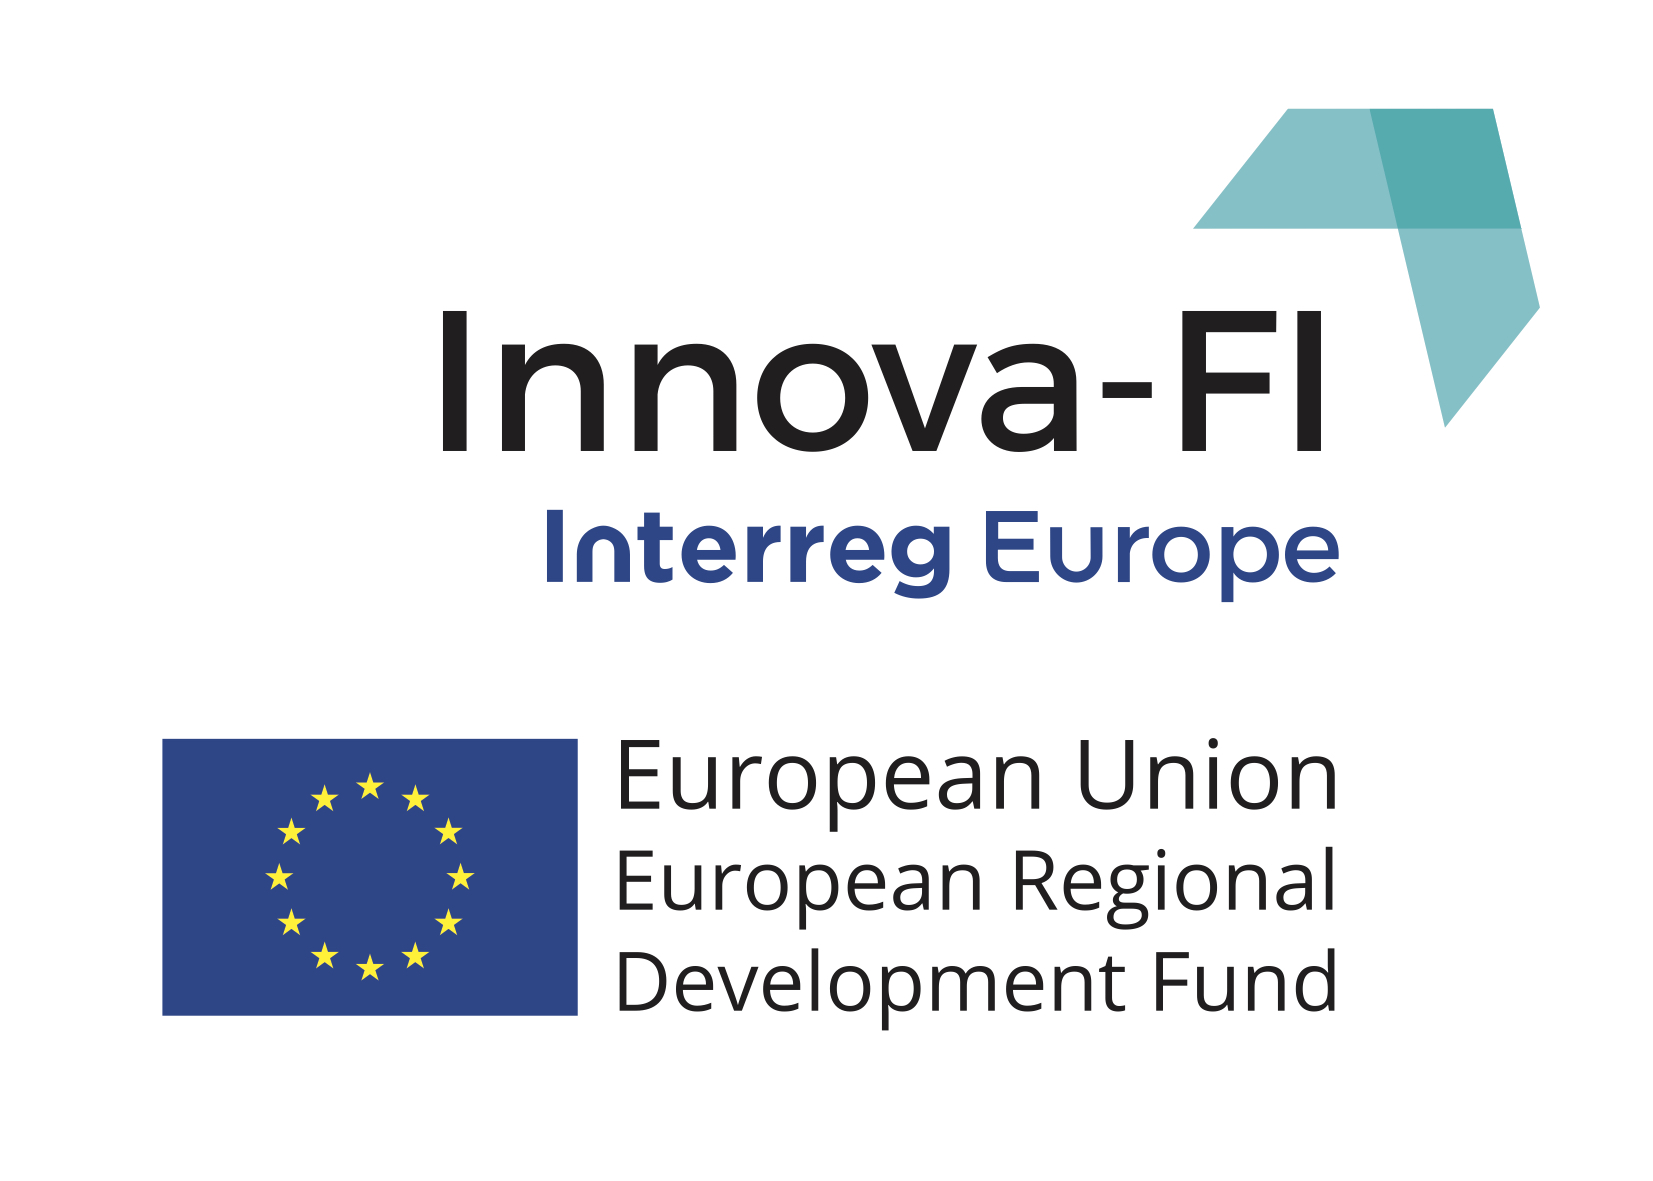 Innova-FI
Interreg Europe
European Union
European Regional
Development Fund